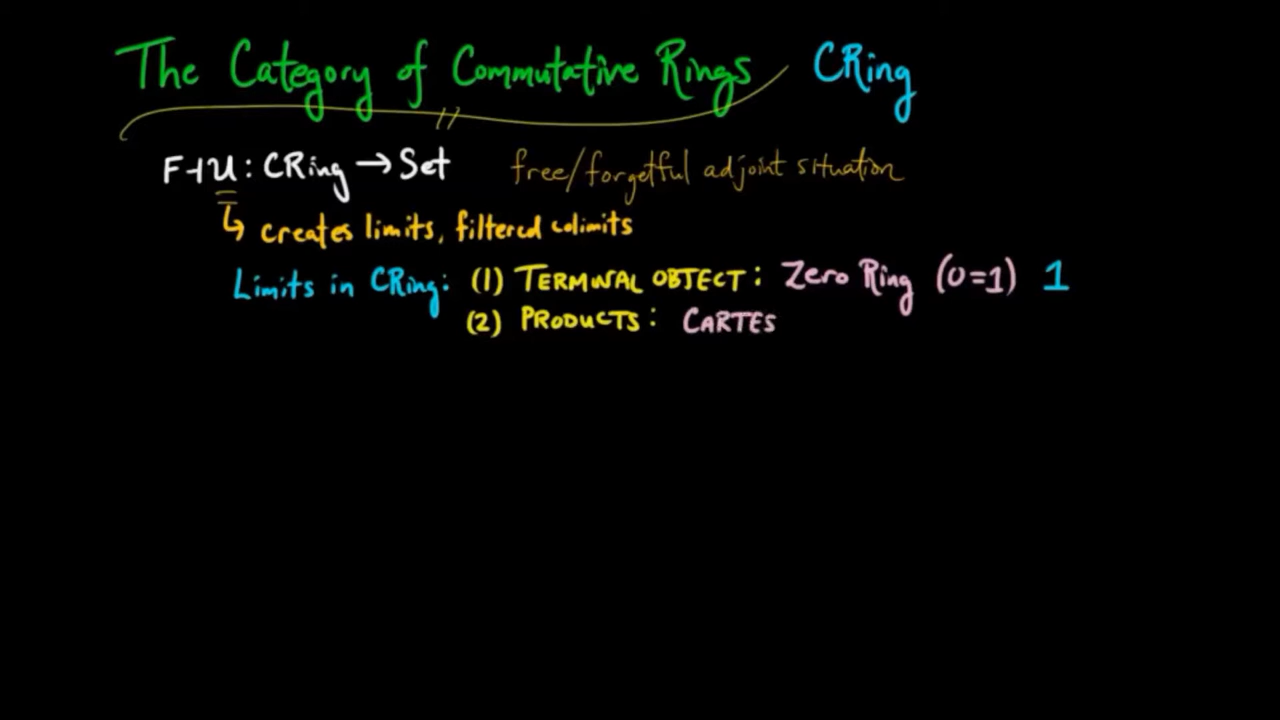 The Category of Commutative Rings CRing
F⊣U: CRing → Set free/forgetful adjoint situation
↳ creates limits, filtered colimits
Limits in CRing: (1) TERMINAL OBJECT: Zero Ring (0=1) 1
(2) PRODUCTS: CARTES